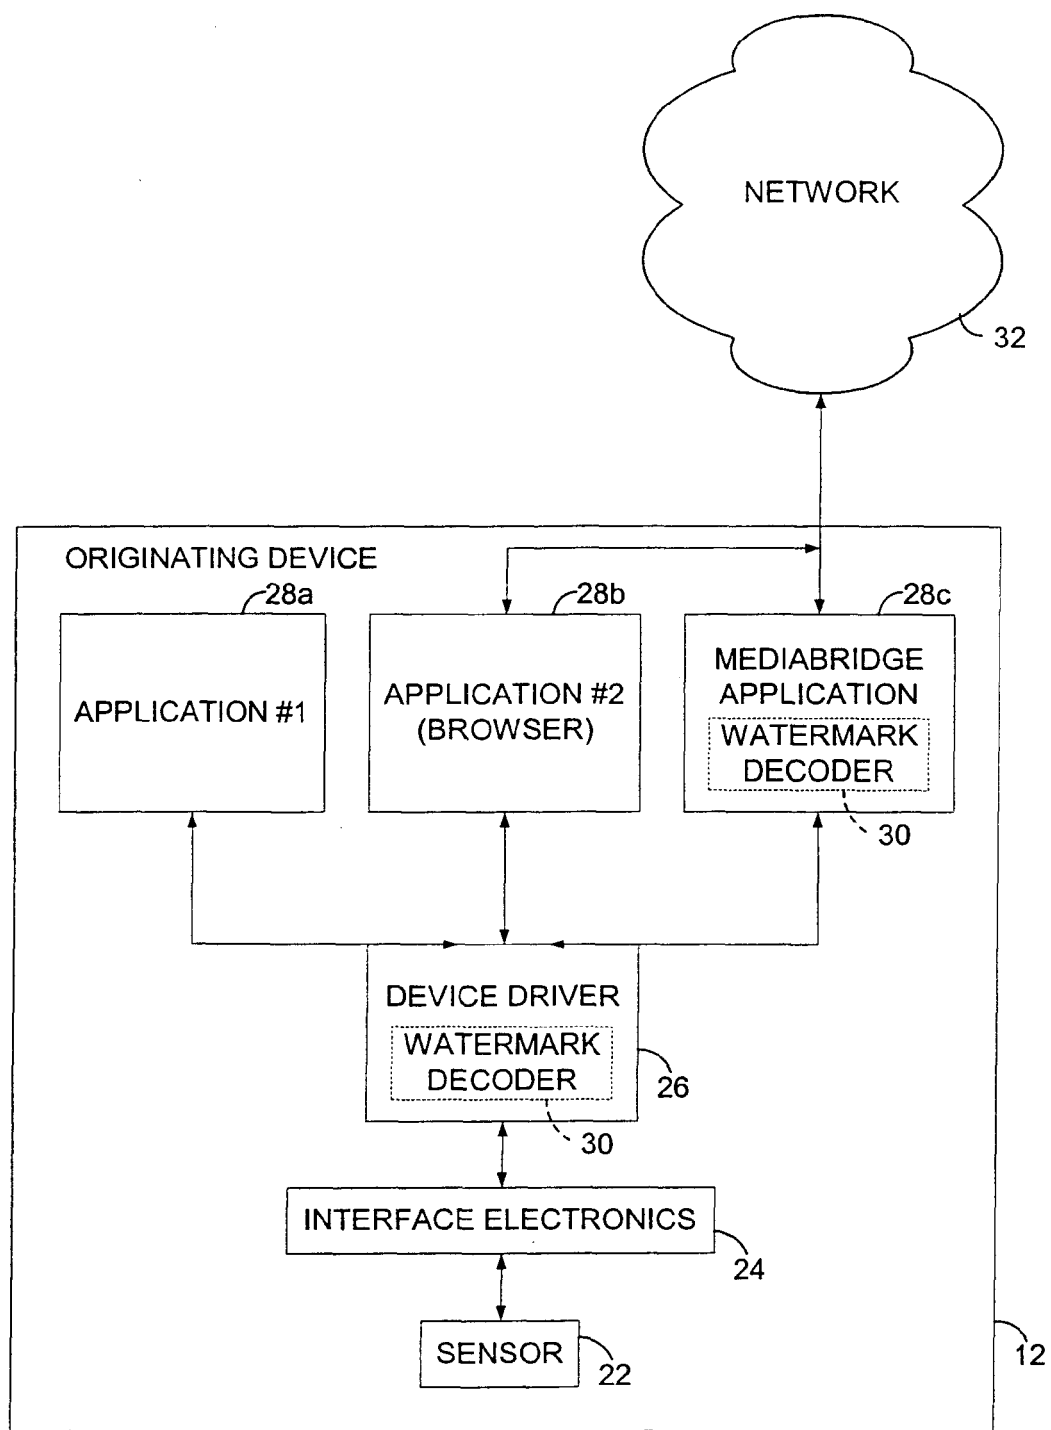 NETWORK
32
ORIGINATING DEVICE
28a
28b
28c
APPLICATION #1
APPLICATION #2
(BROWSER)
MEDIABRIDGE
APPLICATION
WATERMARK
DECODER
30
DEVICE DRIVER
WATERMARK
DECODER
26
30
INTERFACE ELECTRONICS
24
SENSOR
22
12